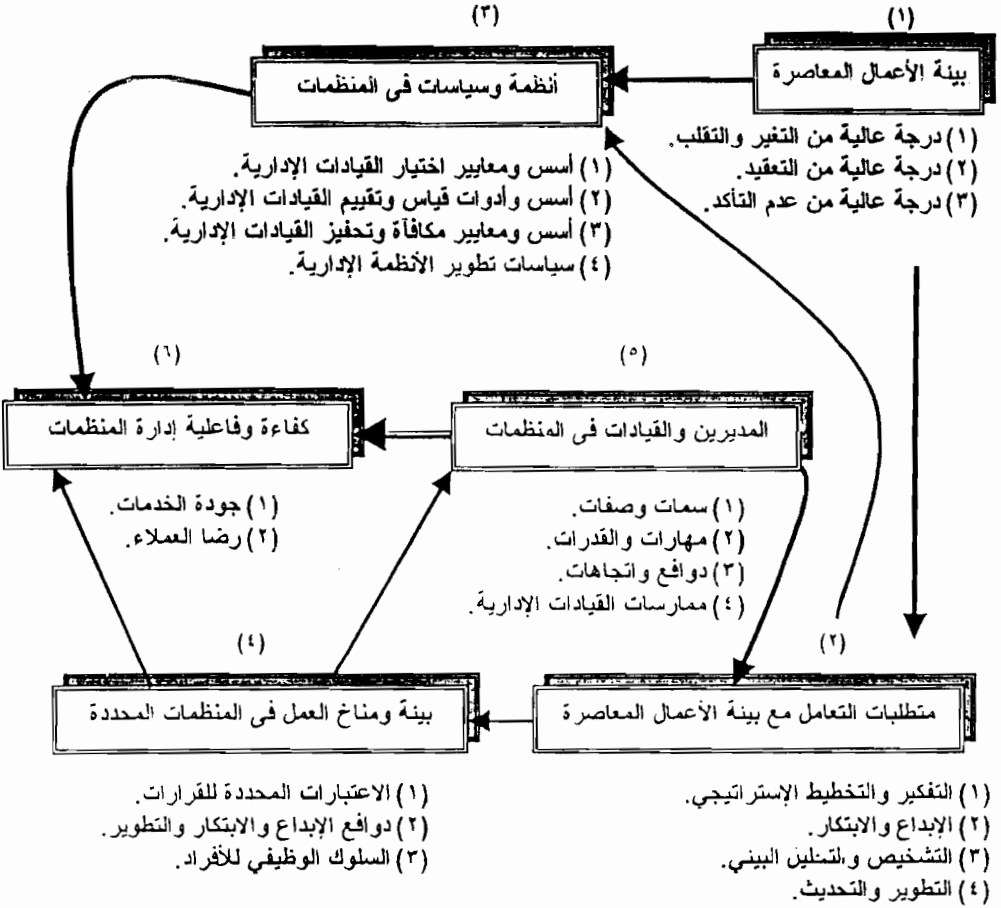 (١)
بيئة الأعمال المعاصرة
(١) درجة عالية من التغير والتقلب.
(٢) درجة عالية من التعقيد.
(٣) درجة عالية من عدم التأكد.
(٣)
أنظمة وسياسات فى المنظمات
(١) أسس ومعايير اختيار القيادات الإدارية.
(٢) أسس وأدوات قياس وتقييم القيادات الإدارية.
(٣) أسس ومعايير مكافآة وتحفيز القيادات الإدارية.
(٤) سياسات تطوير الأنظمة الإدارية.
(٥)
المديرين والقيادات فى المنظمات
(١) سمات وصفات.
(٢) مهارات والقدرات.
(٣) دوافع واتجاهات.
(٤) ممارسات القيادات الإدارية.
(٦)
كفاءة وفاعلية إدارة المنظمات
(١) جودة الخدمات.
(٢) رضا العملاء.
(٢)
متطلبات التعامل مع بيئة الأعمال المعاصرة
(١) التفكير والتخطيط الإستراتيجي.
(٢) الإبداع والابتكار.
(٣) التشخيص والتحليل البيئي.
(٤) التطوير والتحديث.
(٤)
بيئة ومناخ العمل فى المنظمات المحددة
(١) الاعتبارات المحددة للقرارات.
(٢) دوافع الإبداع والابتكار والتطوير.
(٣) السلوك الوظيفي للأفراد.